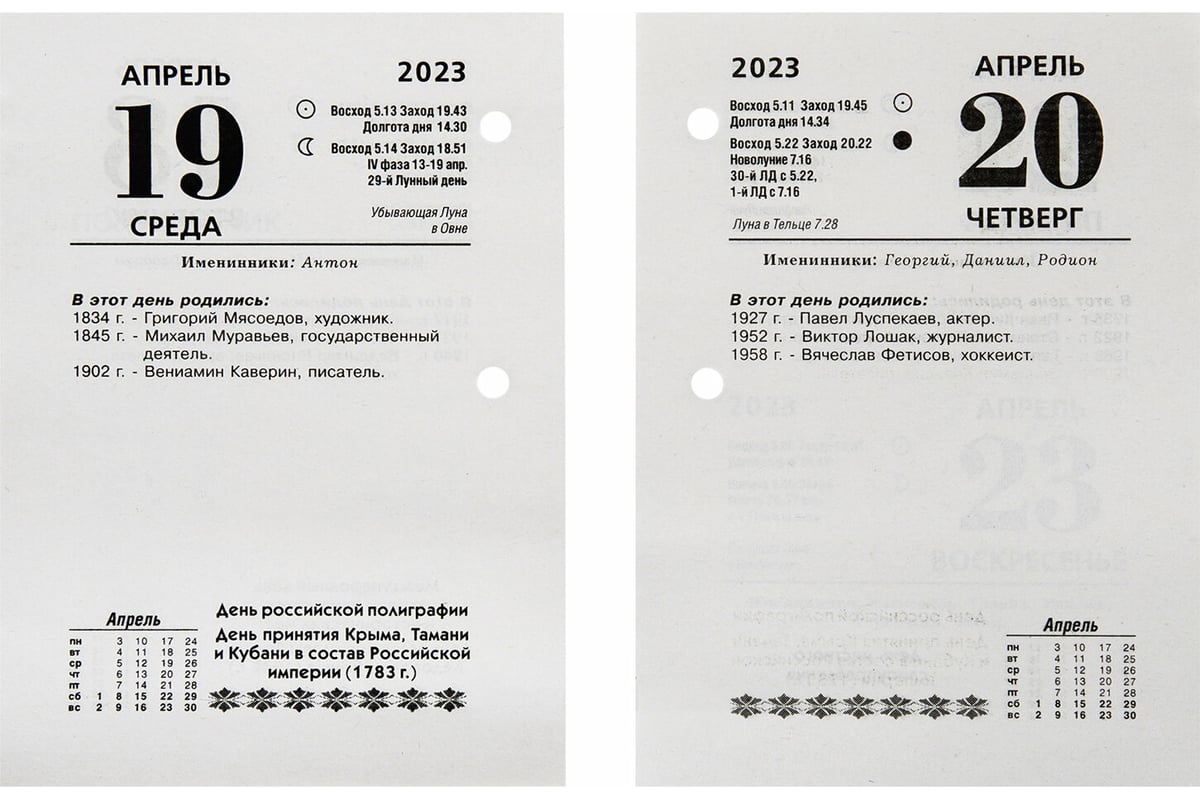 АПРЕЛЬ
19
СРЕДА
2023
Восход 5.13 Заход 19.43
Долгота дня 14.30
Восход 5.14 Заход 18.51
IV фаза 13-19 апр.
29-й Лунный день
Убывающая Луна
в Овне
Именинники: Антон
В этот день родились:
1834 г. - Григорий Мясоедов, художник.
1845 г. - Михаил Муравьев, государственный
деятель.
1902 г. - Вениамин Каверин, писатель.
Апрель
пн 3 10 17 24
вт 4 11 18 25
ср 5 12 19 26
чт 6 13 20 27
пт 7 14 21 28
сб 1 8 15 22 29
вс 2 9 16 23 30
День российской полиграфии
День принятия Крыма, Тамани
и Кубани в состав Российской
империи (1783 г.)
2023
Восход 5.11 Заход 19.45
Долгота дня 14.34
Восход 5.22 Заход 20.22
Новолуние 7.16
30-й ЛД с 5.22,
1-й ЛД с 7.16
Луна в Тельце 7.28
АПРЕЛЬ
20
ЧЕТВЕРГ
Именинники: Георгий, Даниил, Родион
В этот день родились:
1927 г. - Павел Луспекаев, актер.
1952 г. - Виктор Лошак, журналист.
1958 г. - Вячеслав Фетисов, хоккеист.
2023
АПРЕЛЬ
23
ВОСКРЕСЕНЬЕ
Апрель
пн 3 10 17 24
вт 4 11 18 25
ср 5 12 19 26
чт 6 13 20 27
пт 7 14 21 28
сб 1 8 15 22 29
вс 2 9 16 23 30